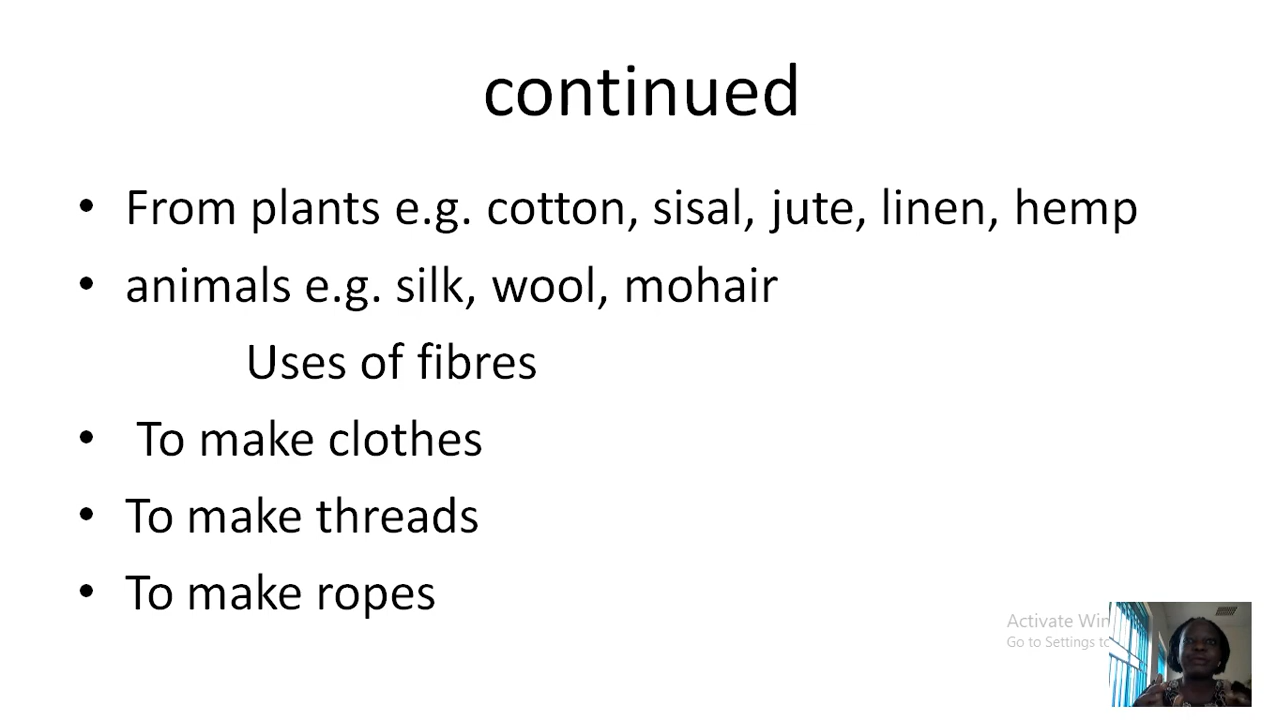 continued
• From plants e.g. cotton, sisal, jute, linen, hemp
• animals e.g. silk, wool, mohair
Uses of fibres
• To make clothes
• To make threads
• To make ropes
Activate Win
Go to Settings to